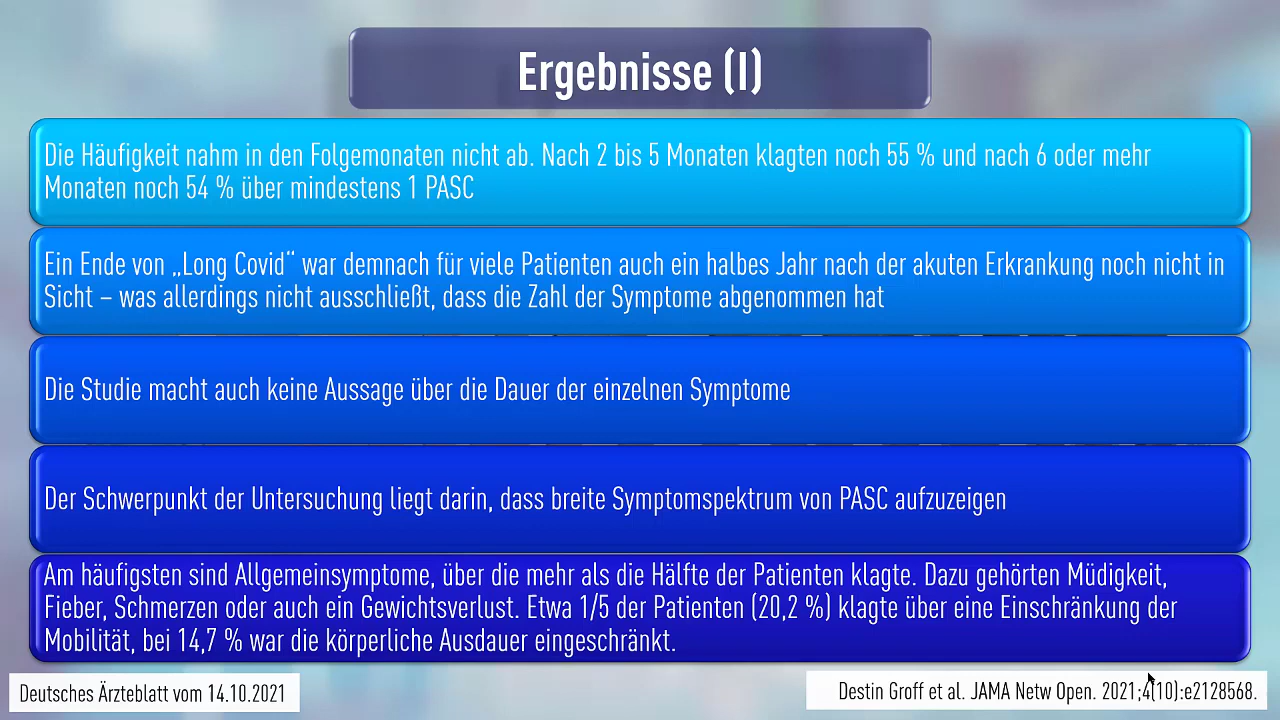 Ergebnisse (I)
Die Häufigkeit nahm in den Folgemonaten nicht ab. Nach 2 bis 5 Monaten klagten noch 55 % und nach 6 oder mehr
Monaten noch 54 % über mindestens 1 PASC
Ein Ende von „Long Covid“ war demnach für viele Patienten auch ein halbes Jahr nach der akuten Erkrankung noch nicht in
Sicht – was allerdings nicht ausschließt, dass die Zahl der Symptome abgenommen hat
Die Studie macht auch keine Aussage über die Dauer der einzelnen Symptome
Der Schwerpunkt der Untersuchung liegt darin, dass breite Symptomspektrum von PASC aufzuzeigen
Am häufigsten sind Allgemeinsymptome, über die mehr als die Hälfte der Patienten klagte. Dazu gehörten Müdigkeit,
Fieber, Schmerzen oder auch ein Gewichtsverlust. Etwa 1/5 der Patienten (20,2 %) klagte über eine Einschränkung der
Mobilität, bei 14,7 % war die körperliche Ausdauer eingeschränkt.
Deutsches Ärzteblatt vom 14.10.2021
Destin Groff et al. JAMA Netw Open. 2021;4(10):e2128568.